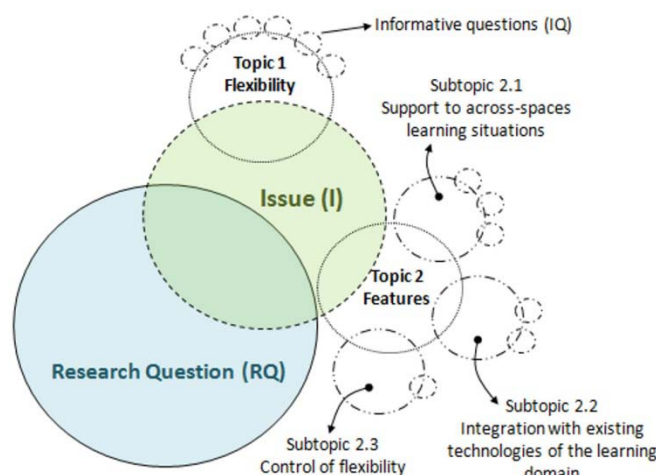 Informative questions (IQ)
Topic 1
Flexibility
Subtopic 2.1
Support to across-spaces
learning situations
Issue (I)
Topic 2
Features
Research Question (RQ)
Subtopic 2.2
Integration with existing
technologies of the learning
domain
Subtopic 2.3
Control of flexibility